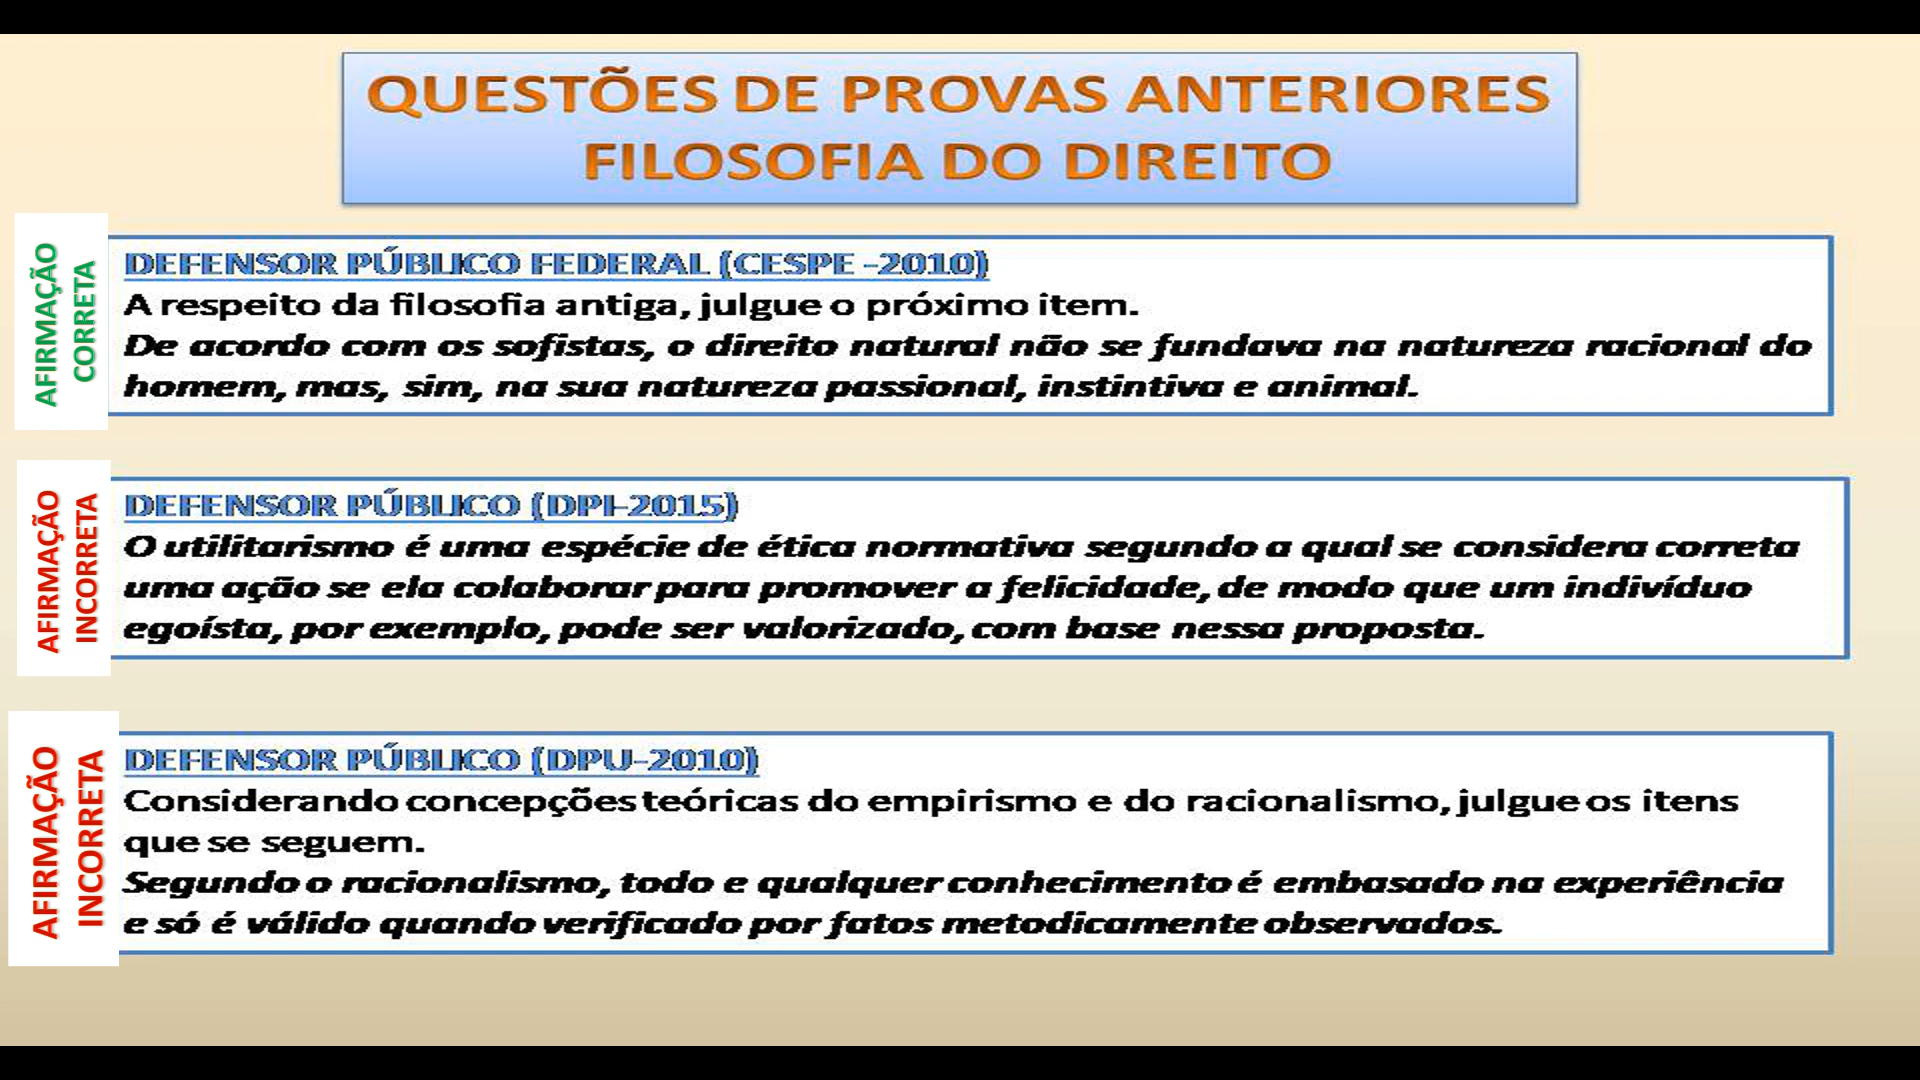 QUESTÕES DE PROVAS ANTERIORES
FILOSOFIA DO DIREITO
AFIRMAÇÃO
CORRETA
DEFENSOR PÚBLICO FEDERAL (CESPE -2010)
A respeito da filosofia antiga, julgue o próximo item.
De acordo com os sofistas, o direito natural não se fundava na natureza racional do
homem, mas, sim, na sua natureza passional, instintiva e animal.
AFIRMAÇÃO
INCORRETA
DEFENSOR PÚBLICO (DPI-2015)
O utilitarismo é uma espécie de ética normativa segundo a qual se considera correta
uma ação se ela colaborar para promover a felicidade, de modo que um indivíduo
egoísta, por exemplo, pode ser valorizado, com base nessa proposta.
AFIRMAÇÃO
INCORRETA
DEFENSOR PÚBLICO (DPU-2010)
Considerando concepções teóricas do empirismo e do racionalismo, julgue os itens
que se seguem.
Segundo o racionalismo, todo e qualquer conhecimento é embasado na experiência
e só é válido quando verificado por fatos metodicamente observados.